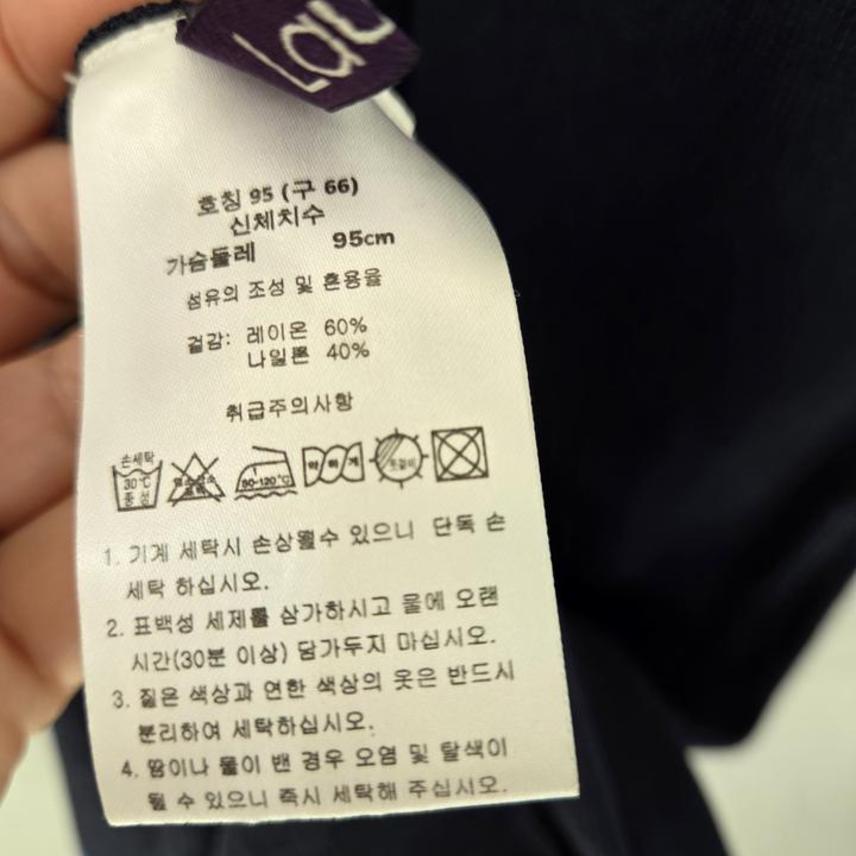 Lau
호칭 95 (구 66)
신체치수
가슴둘레 95cm
섬유의 조성 및 혼용율
겉감: 레이온 60%
나일론 40%
취급주의사항
손세탁
30℃
중성
80-120℃
약하게
옷걸이
1. 기계 세탁시 손상될수 있으니 단독 손
세탁 하십시오.
2. 표백성 세제를 삼가하시고 물에 오랜
시간(30분 이상) 담가두지 마십시오.
3. 짙은 색상과 연한 색상의 옷은 반드시
분리하여 세탁하십시오.
4. 땀이나 물이 밴 경우 오염 및 탈색이
될 수 있으니 즉시 세탁해 주십시오.